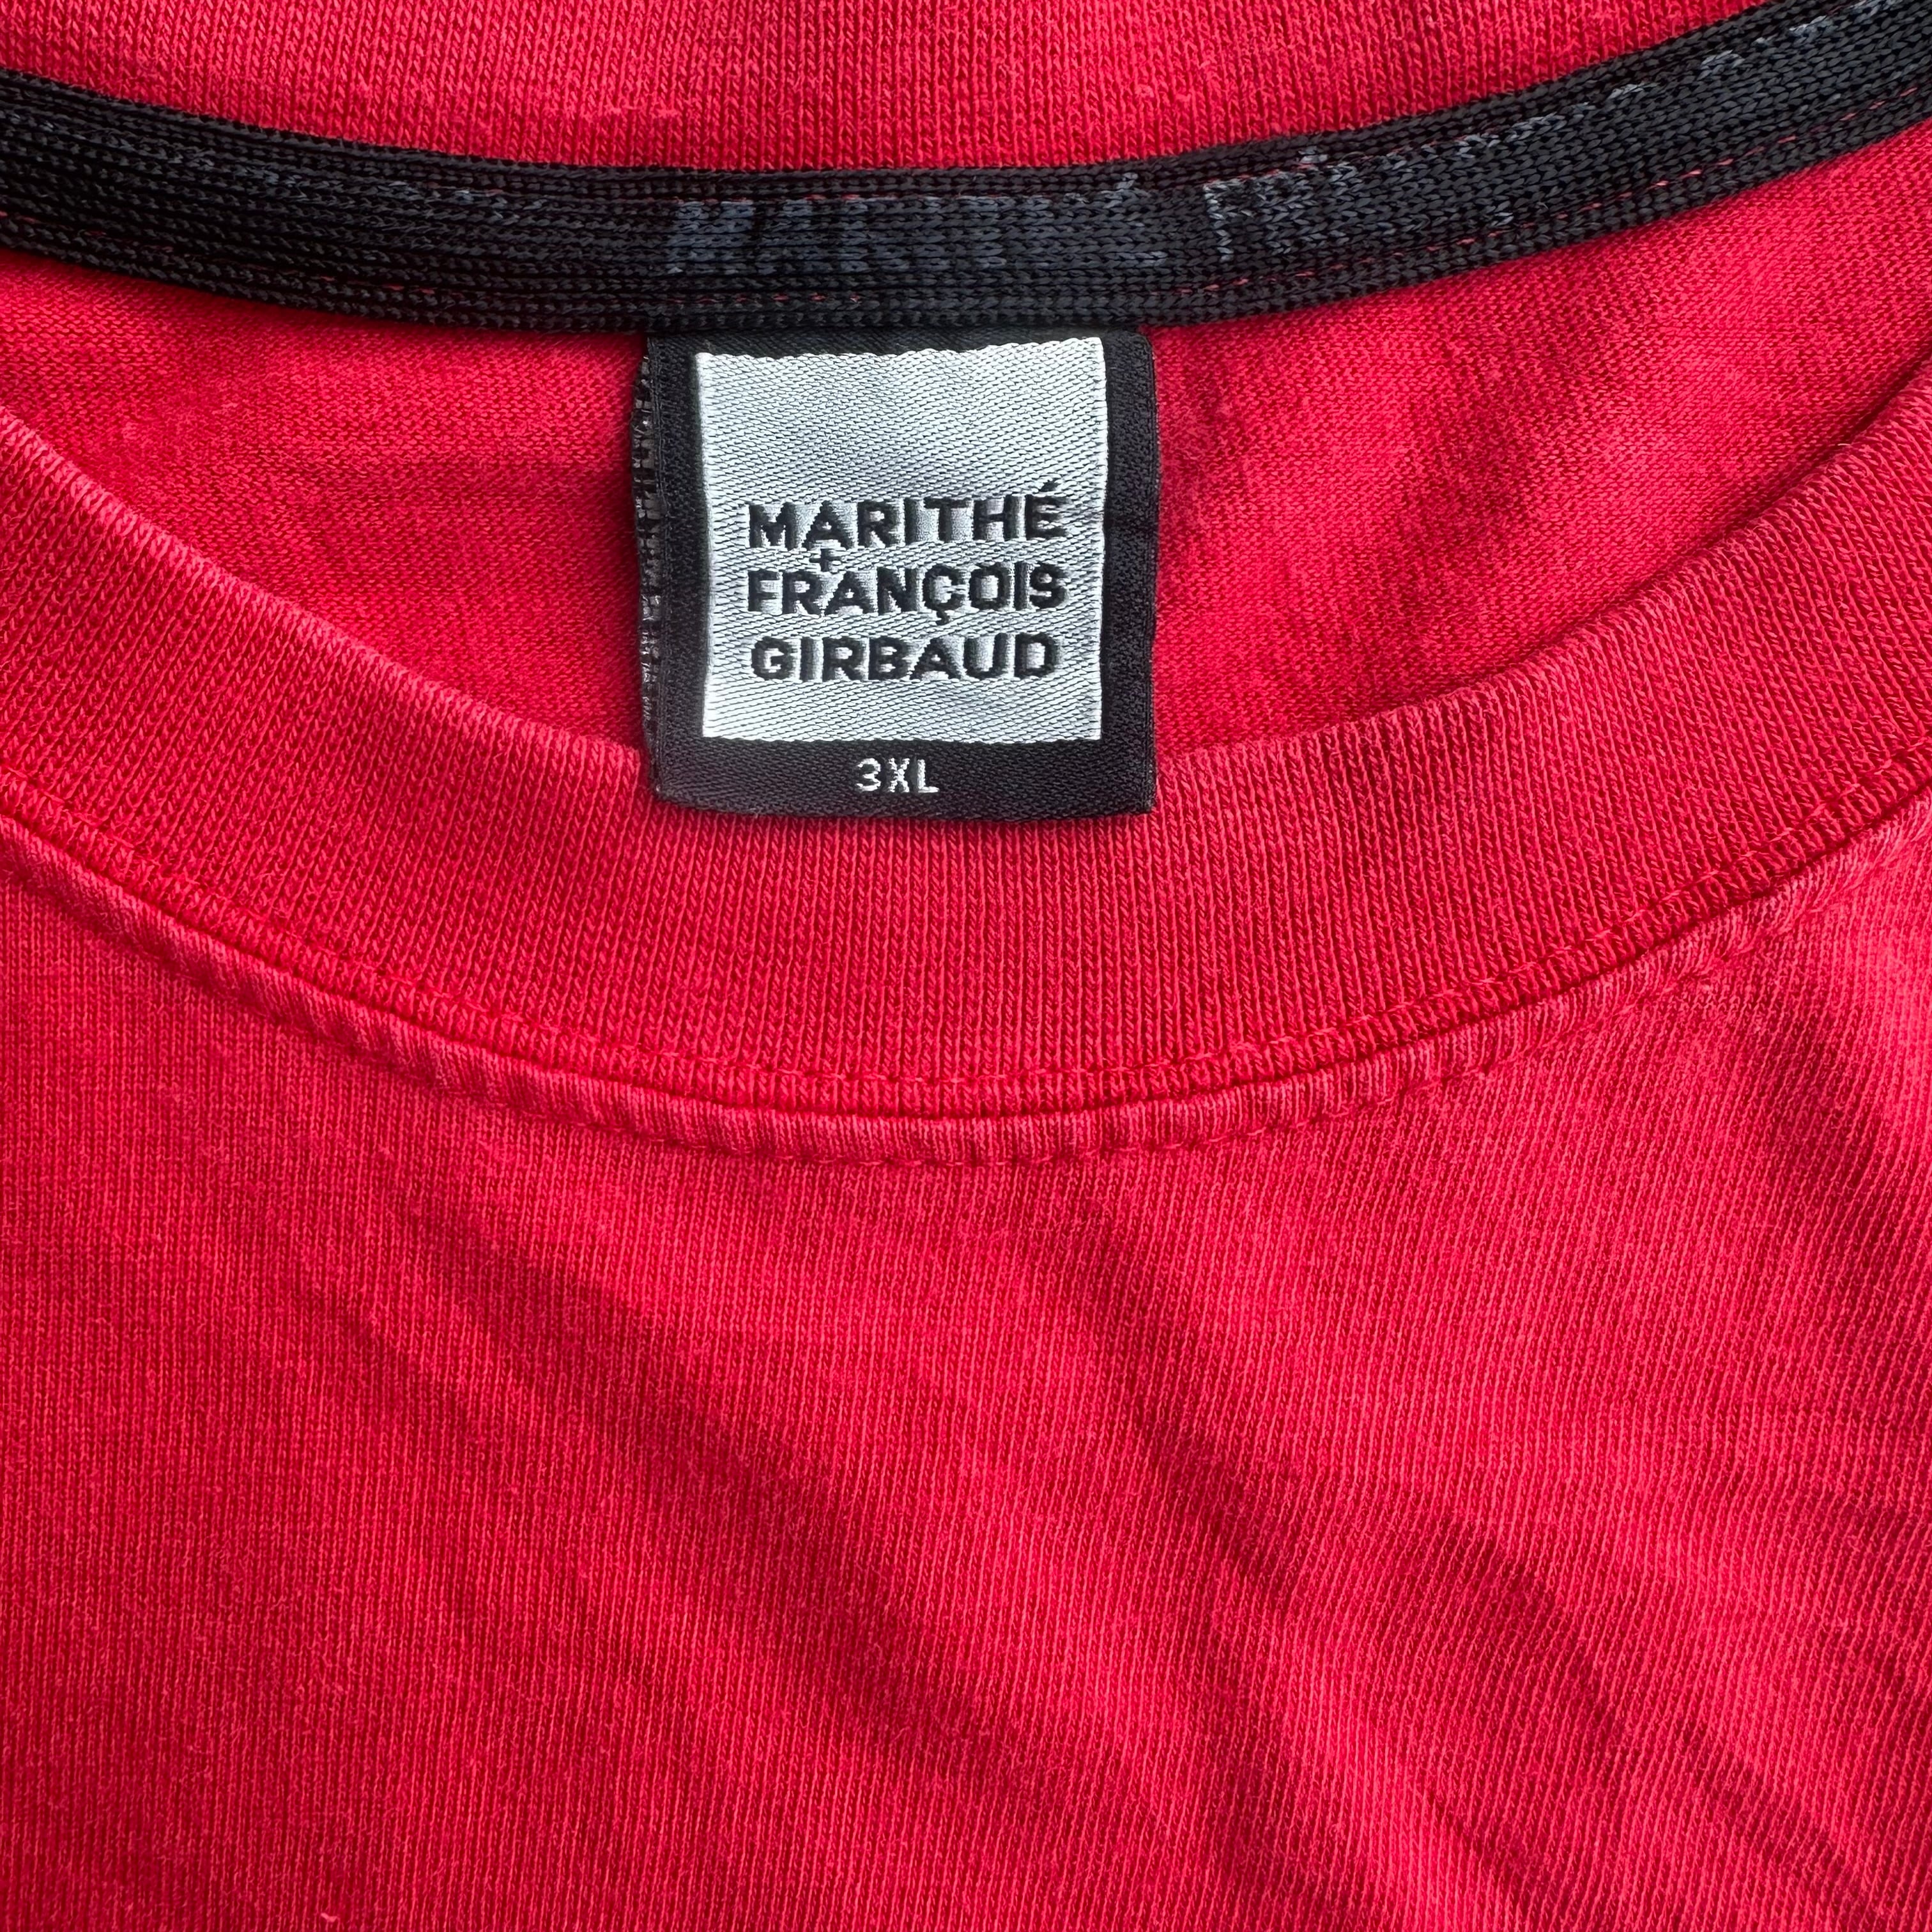 MARITHÉ
+
FRANÇOIS
GIRBAUD
3XL